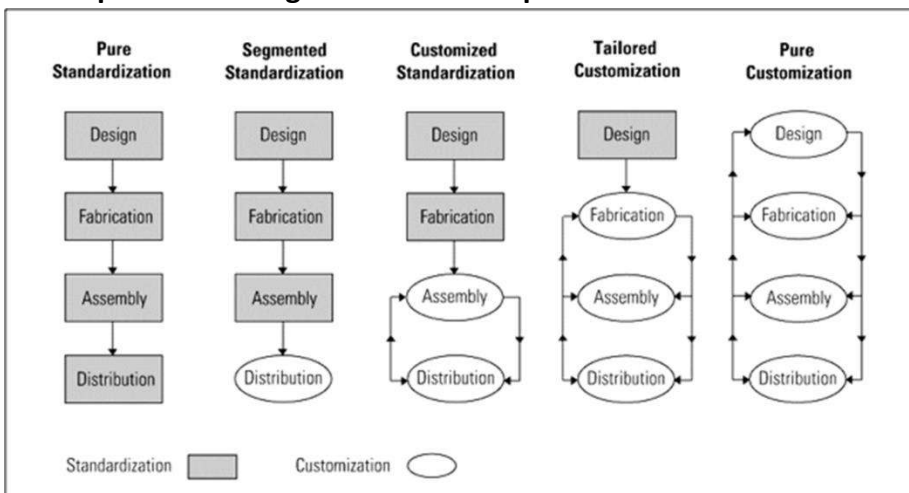 Pure
Standardization
Segmented
Standardization
Customized
Standardization
Tailored
Customization
Pure
Customization
Design
Design
Design
Design
Design
Fabrication
Fabrication
Fabrication
Fabrication
Fabrication
Assembly
Assembly
Assembly
Assembly
Assembly
Distribution
Distribution
Distribution
Distribution
Distribution
Standardization
Customization